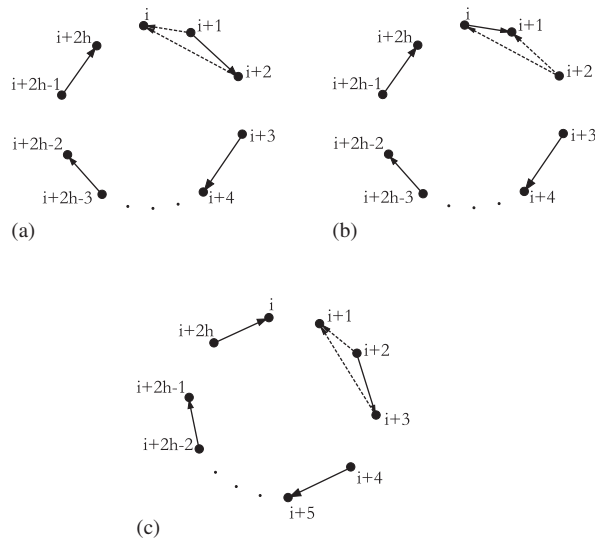 i
i+1
i+2h
i+2
i+2h-1
i+2h-2
i+3
i+2h-3
i+4
. . .
(a)
i
i+1
i+2h
i+2
i+2h-1
i+2h-2
i+3
i+2h-3
i+4
. . .
(b)
i
i+1
i+2h
i+2
i+2h-1
i+3
i+2h-2
i+4
. . .
i+5
(c)